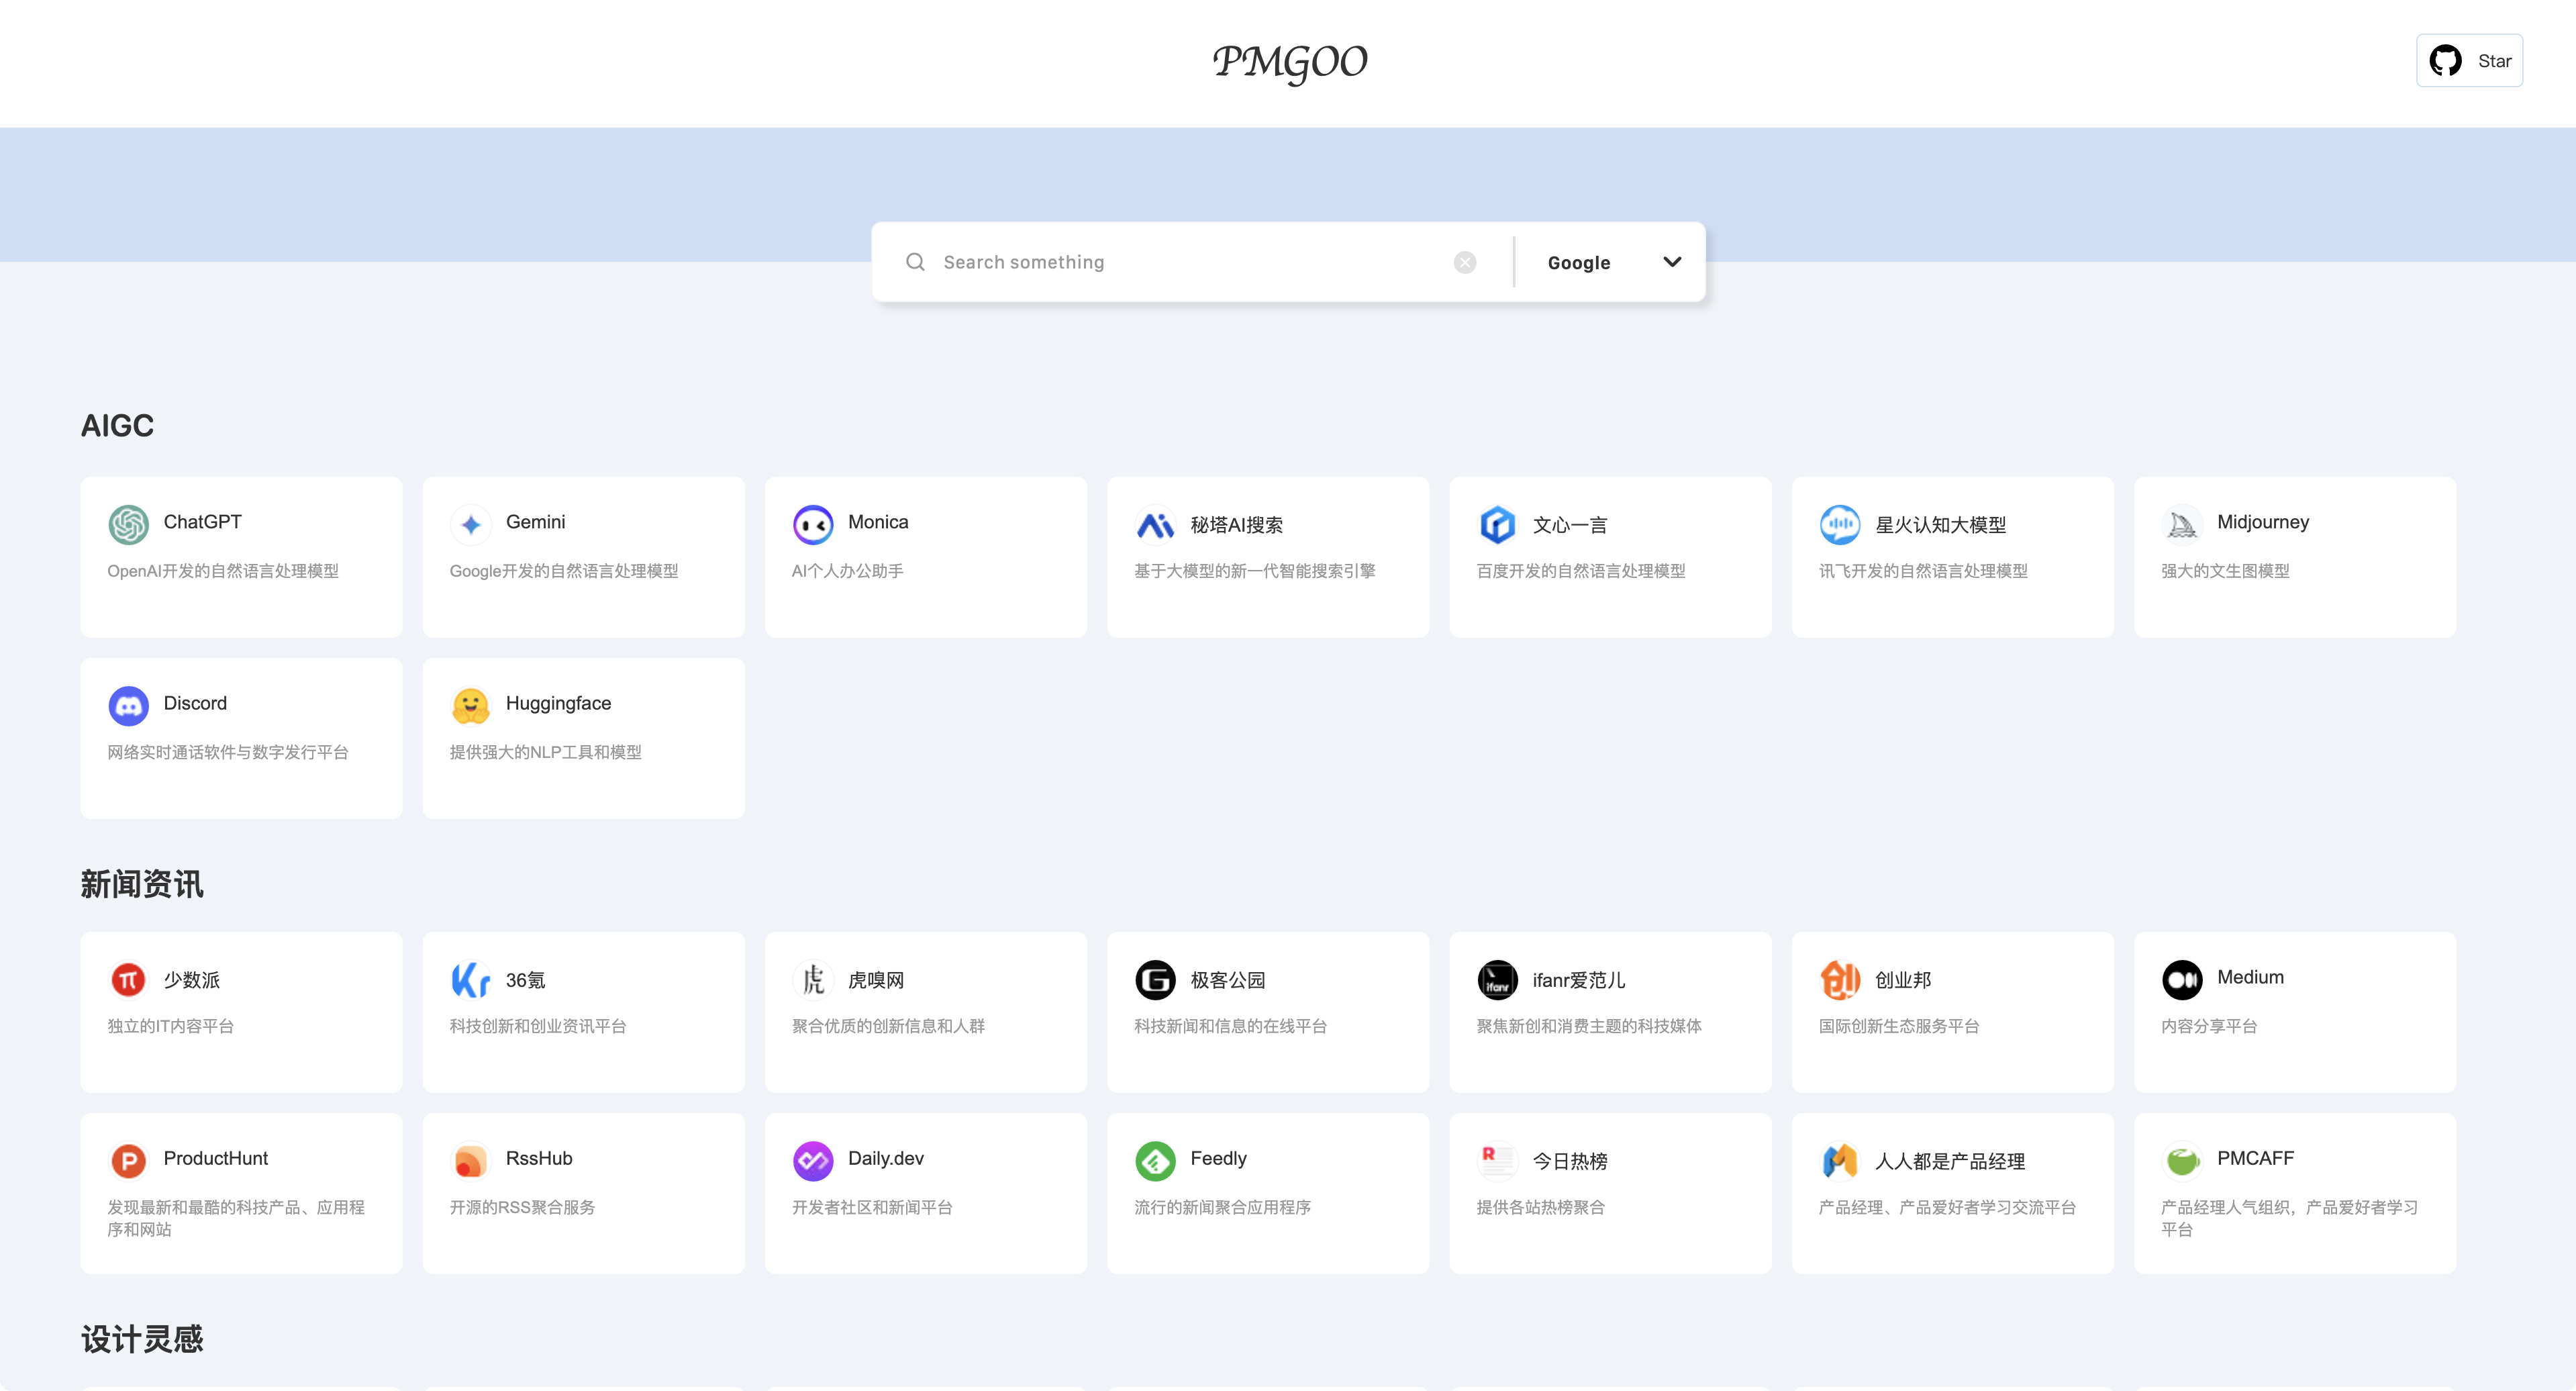 PMGOO
Star
Search something
Google
AIGC
ChatGPT
OpenAI开发的自然语言处理模型
Gemini
Google开发的自然语言处理模型
Monica
AI个人办公助手
秘塔AI搜索
基于大模型的新一代智能搜索引擎
文心一言
百度开发的自然语言处理模型
星火认知大模型
讯飞开发的自然语言处理模型
Midjourney
强大的文生图模型
Discord
网络实时通话软件与数字发行平台
Huggingface
提供强大的NLP工具和模型
新闻资讯
少数派
独立的IT内容平台
36氪
科技创新和创业资讯平台
虎
虎嗅网
聚合优质的创新信息和人群
极客公园
科技新闻和信息的在线平台
ifanr
ifanr爱范儿
聚焦新创和消费主题的科技媒体
创
创业邦
国际创新生态服务平台
Medium
内容分享平台
P
ProductHunt
发现最新和最酷的科技产品、应用程
序和网站
RssHub
开源的RSS聚合服务
Daily.dev
开发者社区和新闻平台
Feedly
流行的新闻聚合应用程序
R
今日热榜
提供各站热榜聚合
人人都是产品经理
产品经理、产品爱好者学习交流平台
PMCAFF
产品经理人气组织，产品爱好者学习
平台
设计灵感